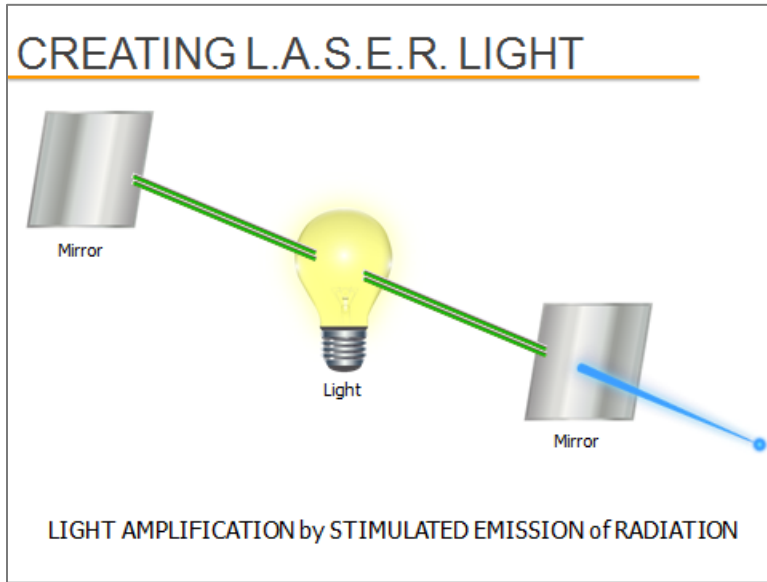 CREATING L.A.S.E.R. LIGHT
Mirror
Light
Mirror
LIGHT AMPLIFICATION by STIMULATED EMISSION of RADIATION